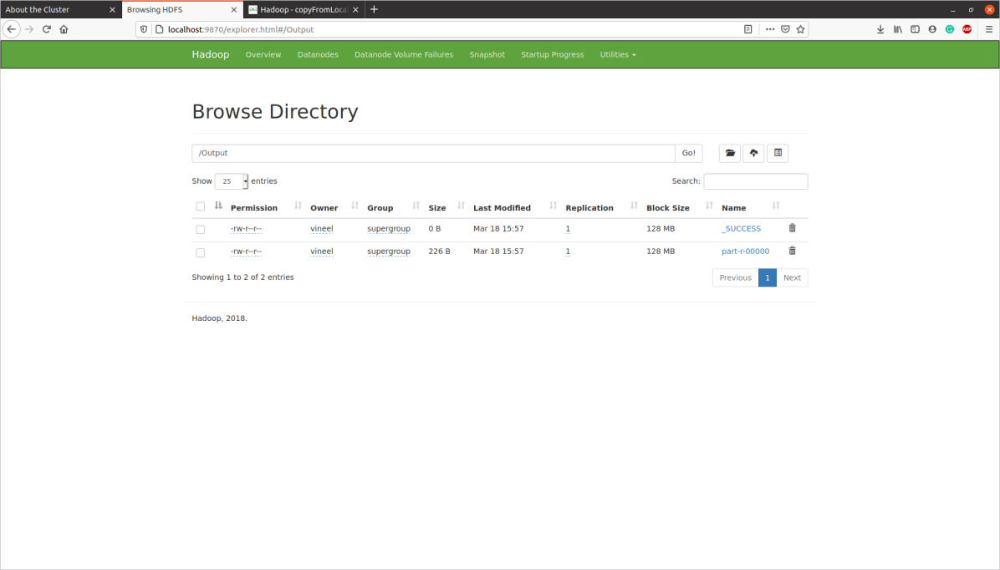 About the Cluster Browsing HDFS Hadoop - copyFromLoca
localhost:9870/explorer.html#/Output ABP
Hadoop Overview Datanodes Datanode Volume Failures Snapshot Startup Progress Utilities
Browse Directory
/Output Go!
Show 25 entries Search:
Permission Owner Group Size Last Modified Replication Block Size Name
-rw-r--r-- vineel supergroup 0 B Mar 18 15:57 1 128 MB _SUCCESS
-rw-r--r-- vineel supergroup 226 B Mar 18 15:57 1 128 MB part-r-00000
Showing 1 to 2 of 2 entries Previous 1 Next
Hadoop, 2018.